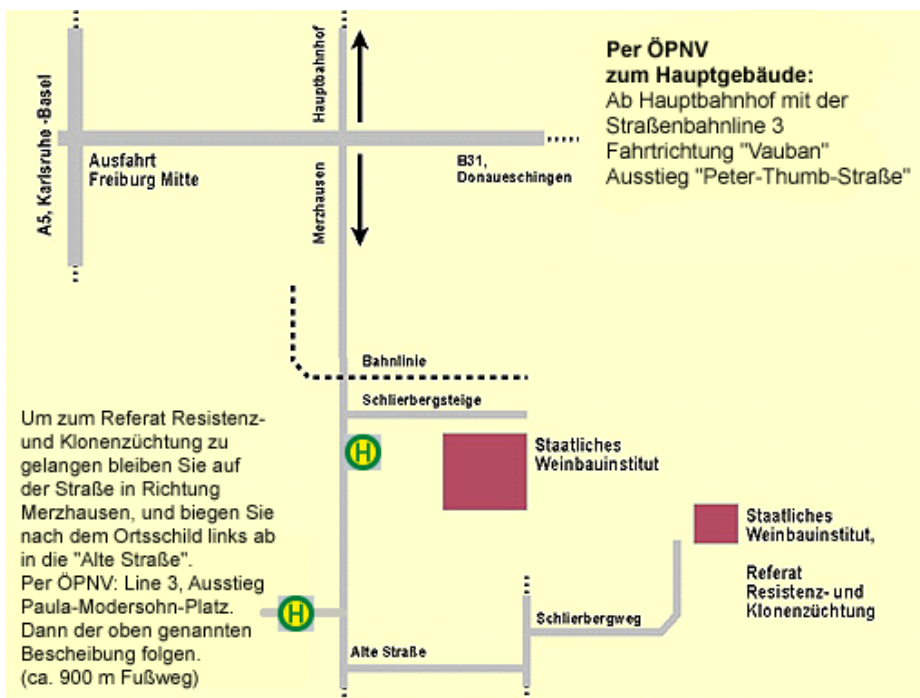 Per ÖPNV
zum Hauptgebäude:
Ab Hauptbahnhof mit der
Straßenbahnline 3
Fahrtrichtung "Vauban"
Ausstieg "Peter-Thumb-Straße"
A5, Karlsruhe -Basel
Ausfahrt
Freiburg Mitte
Hauptbahnhof
Merzhausen
B31,
Donaueschingen
Bahnlinie
Schlierbergsteige
H
Staatliches
Weinbauinstitut
Um zum Referat Resistenz-
und Klonenzüchtung zu
gelangen bleiben Sie auf
der Straße in Richtung
Merzhausen, und biegen Sie
nach dem Ortsschild links ab
in die "Alte Straße".
Per ÖPNV: Line 3, Ausstieg
Paula-Modersohn-Platz.
Dann der oben genannten
Bescheibung folgen.
(ca. 900 m Fußweg)
H
Alte Straße
Schlierbergweg
Staatliches
Weinbauinstitut,
Referat
Resistenz- und
Klonenzüchtung